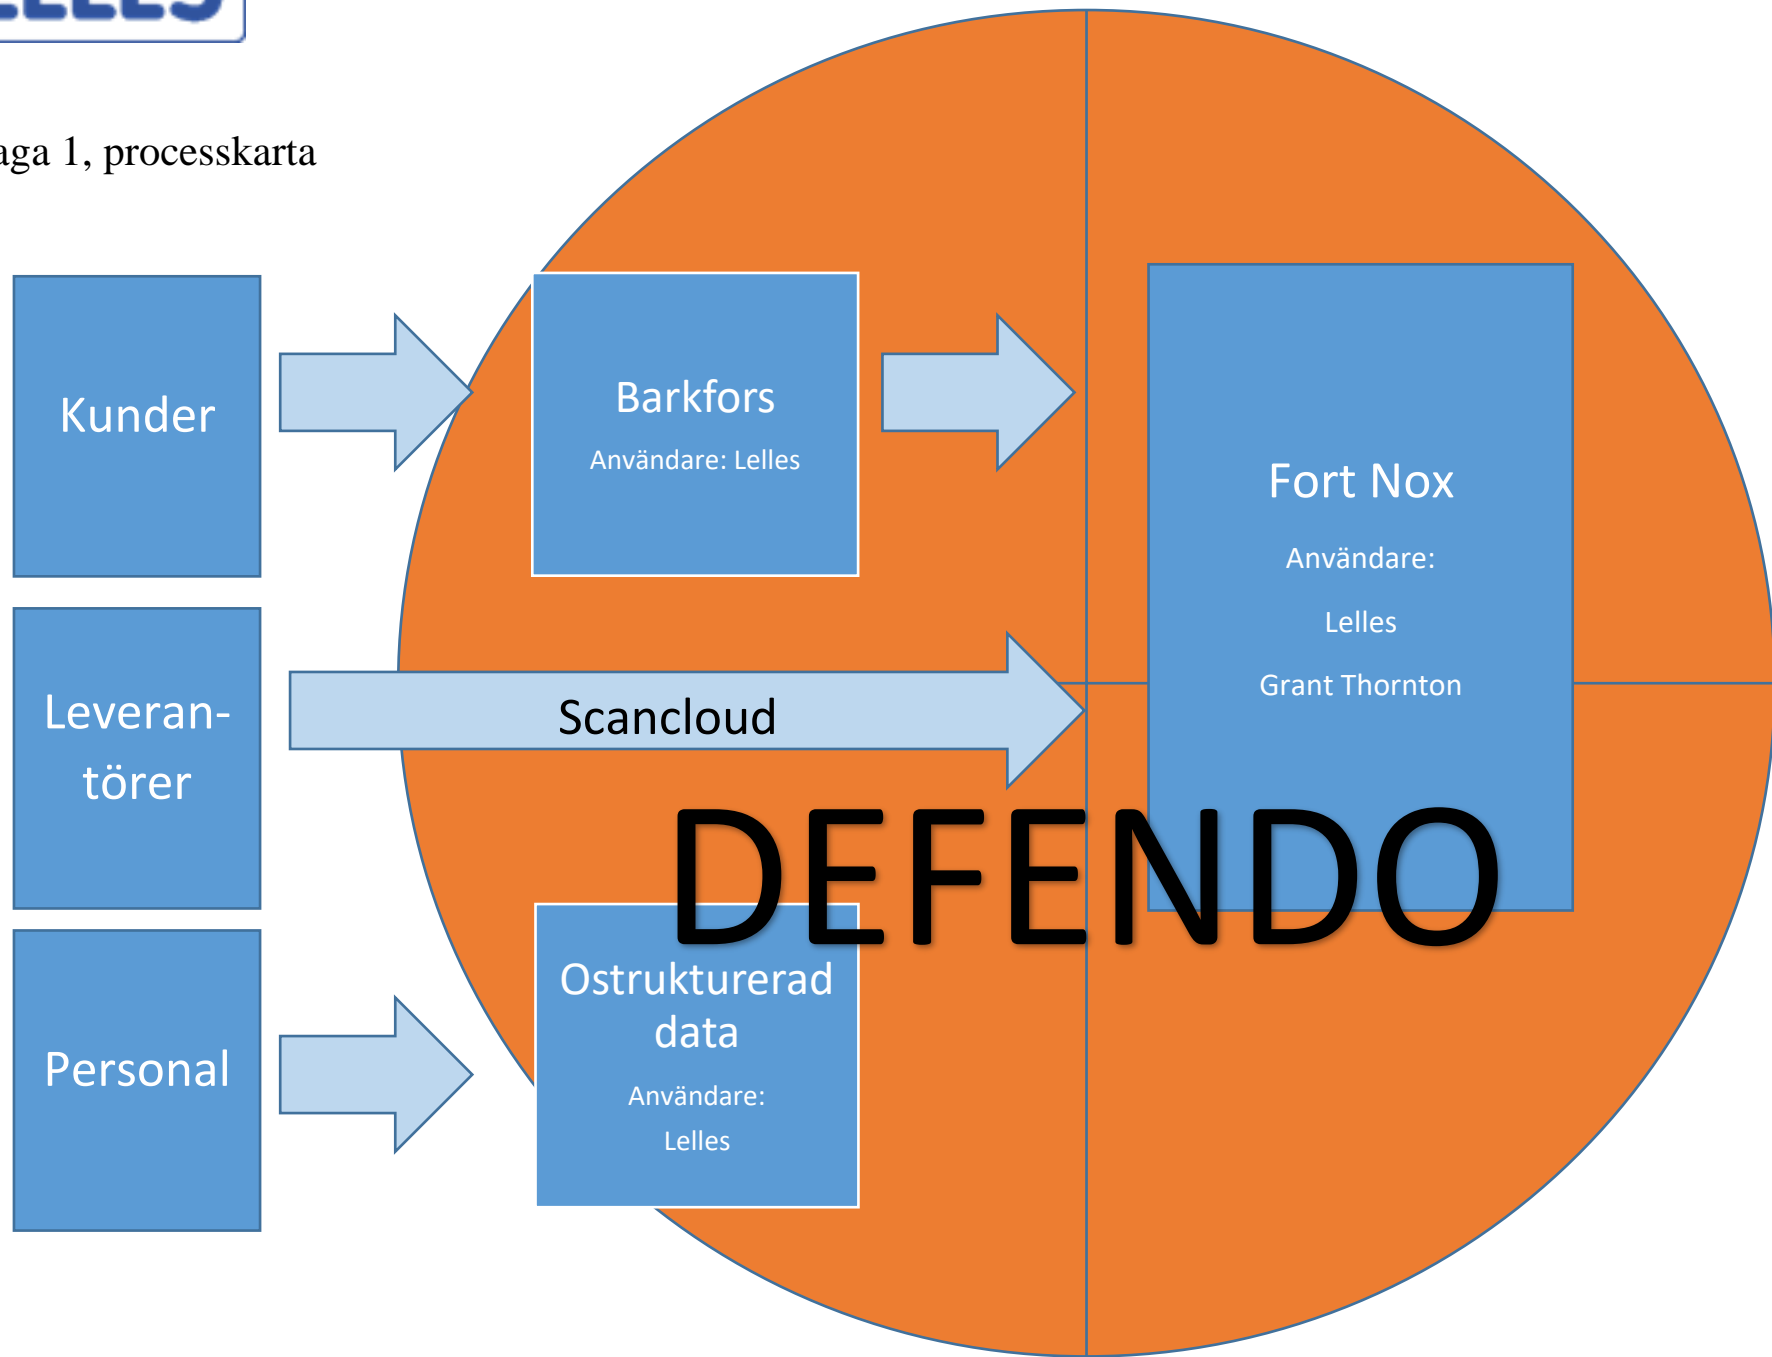 aga 1, processkarta
Kunder
Barkfors
Användare: Lelles
Fort Nox
Användare:
Lelles
Grant Thornton
Leveran-
törer
Scancloud
DEFENDO
Personal
Ostrukturerad
data
Användare:
Lelles